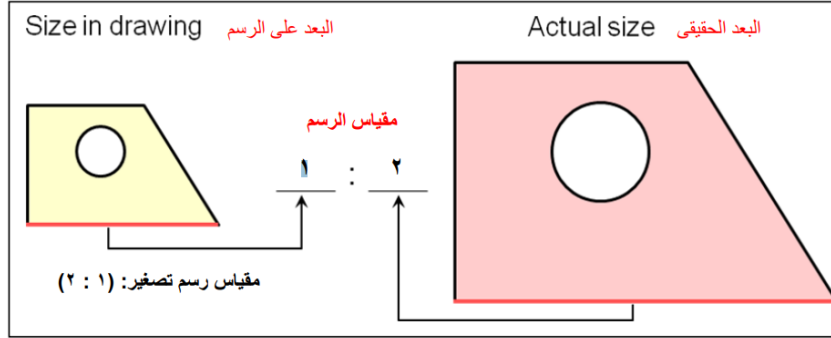 Size in drawing البعد على الرسم
Actual size البعد الحقيقى
مقياس الرسم
١ : ٢
مقياس رسم تصغير: (١ : ٢)